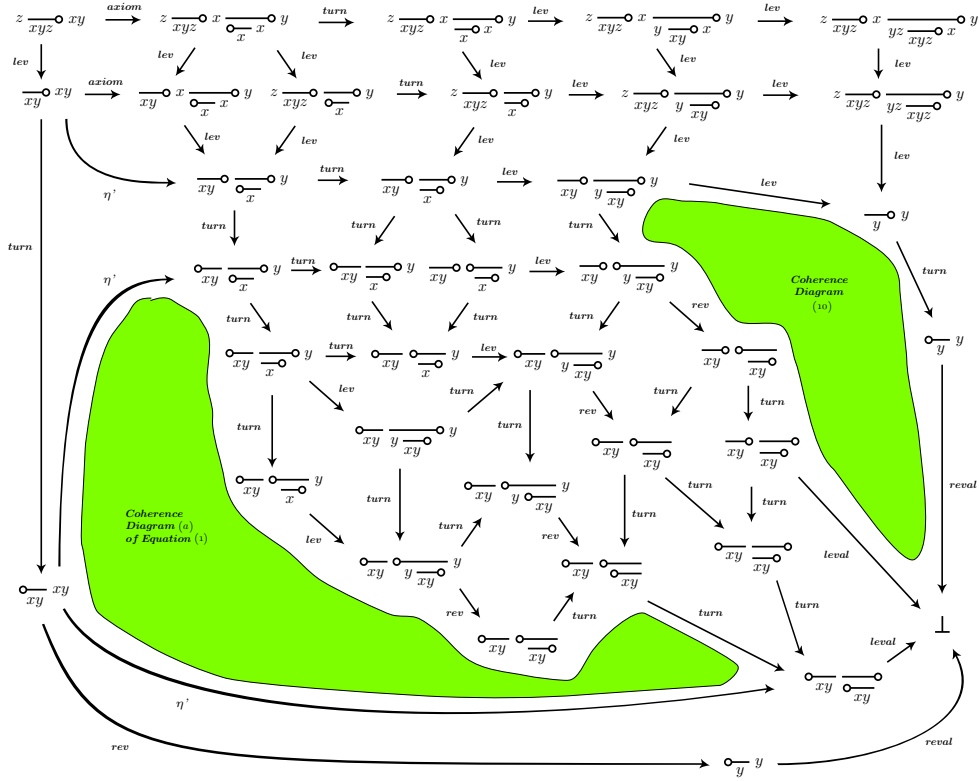 axiom turn lev lev
z xyz xy xyz x x y z xyz x x x y z xyz x y xy x y z xyz x yz xyz x y
lev lev lev lev lev lev
axiom turn lev lev
xy xy xy x x x y z xyz x y z xyz x y z xyz y xy y z xyz yz xyz y
lev lev lev lev lev
turn lev lev
η' xy x y xy x y xy y xy y y y
turn turn turn turn turn turn
η' turn lev
xy x y xy x y xy x y xy y xy y
Coherence
Diagram
(10)
turn turn turn turn rev
turn lev
xy x y xy x y xy y xy y xy xy y y
lev turn rev turn turn
turn turn
xy y xy y xy xy xy xy
turn turn turn reval
xy x y xy y xy y
Coherence
Diagram (a)
of Equation (1)
lev turn rev turn leval
xy y xy y xy xy xy xy
xy xy
rev turn turn turn
xy xy ⊥
leval
xy xy
η'
rev reval
y y